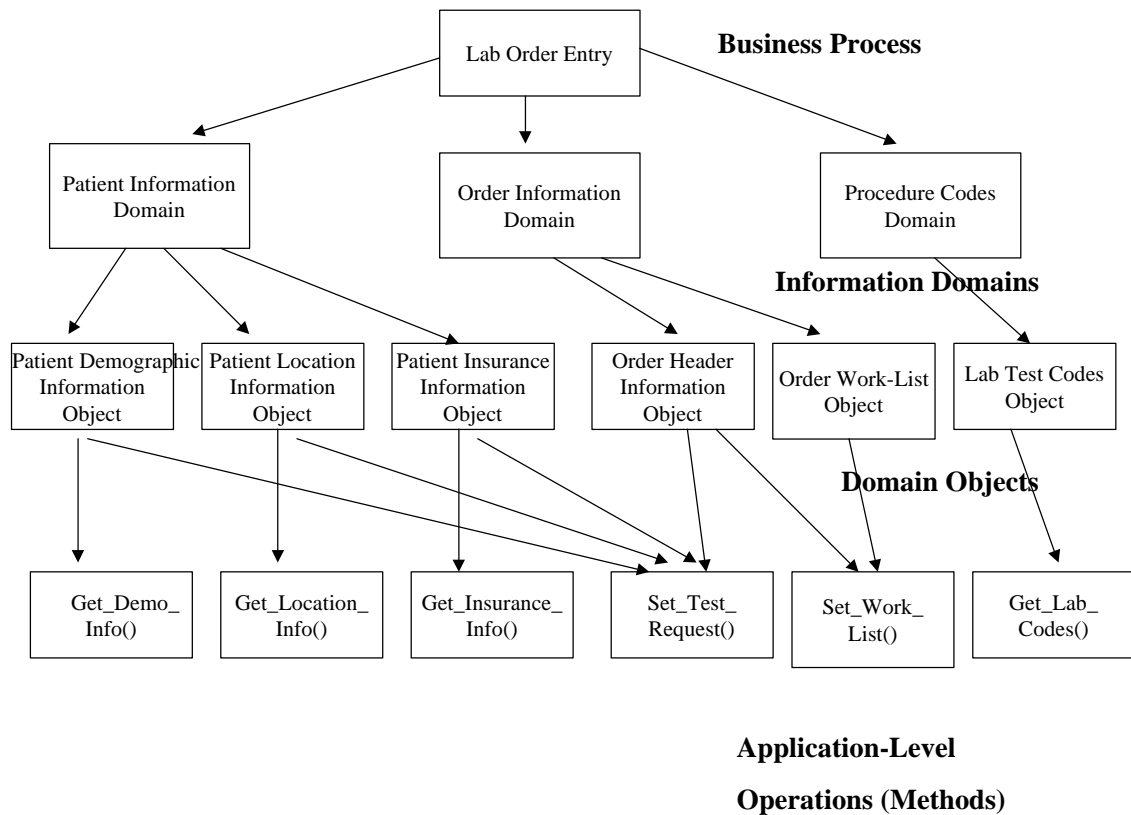 Lab Order Entry
Business Process
Patient Information
Domain
Order Information
Domain
Procedure Codes
Domain
Information Domains
Patient Demographic
Information
Object
Patient Location
Information
Object
Patient Insurance
Information
Object
Order Header
Information
Object
Order Work-List
Object
Lab Test Codes
Object
Domain Objects
Get_Demo_
Info()
Get_Location_
Info()
Get_Insurance_
Info()
Set_Test_
Request()
Set_Work_
List()
Get_Lab_
Codes()
Application-Level
Operations (Methods)